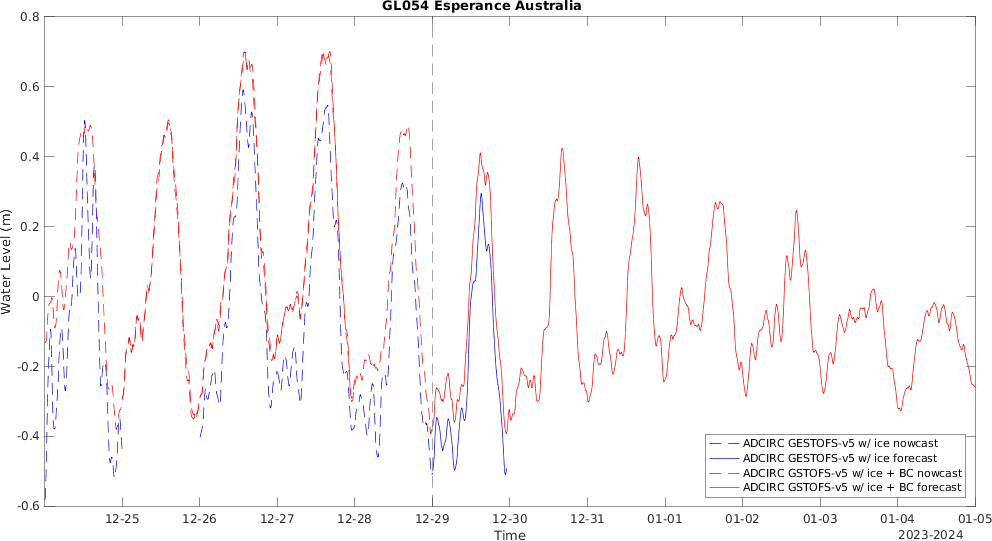 GL054 Esperance Australia
Water Level (m)
0.8
0.6
0.4
0.2
0
-0.2
-0.4
-0.6
ADCIRC GESTOFS-v5 w/ ice nowcast
ADCIRC GESTOFS-v5 w/ ice forecast
ADCIRC GSTOFS-v5 w/ ice + BC nowcast
ADCIRC GSTOFS-v5 w/ ice + BC forecast
12-25 12-26 12-27 12-28 12-29 12-30 12-31 01-01 01-02 01-03 01-04 01-05
Time
2023-2024